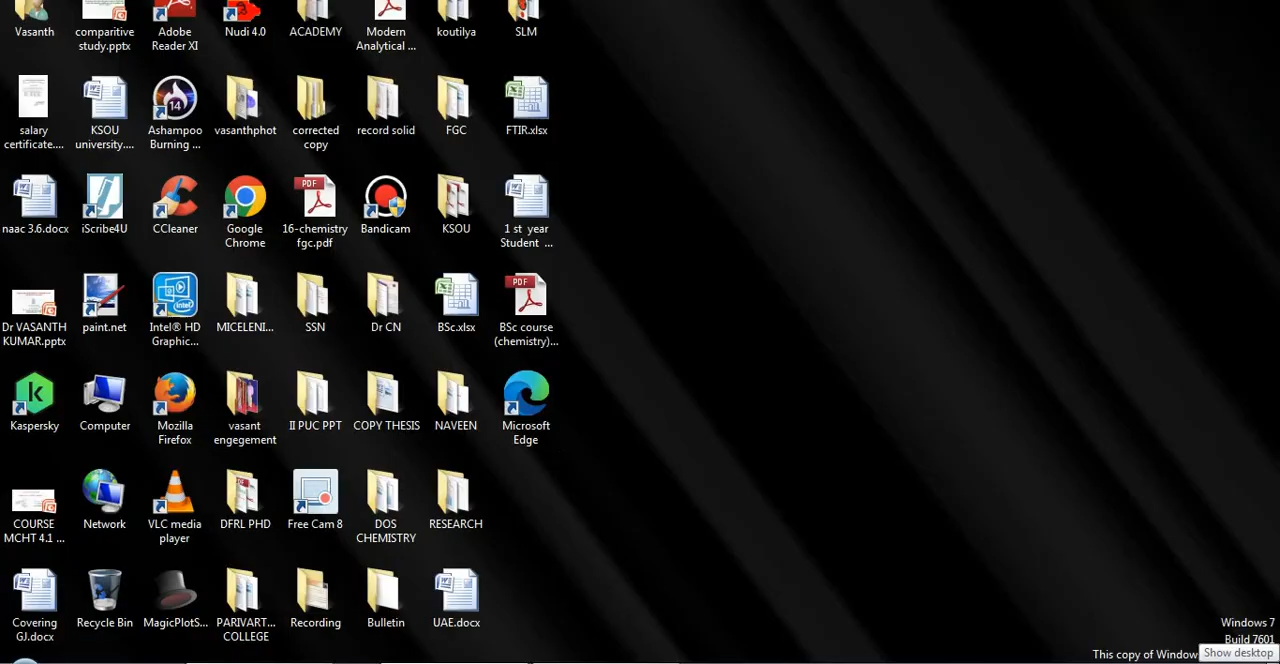 Vasanth
comparitive
study.pptx
Adobe
Reader XI
Nudi 4.0
ACADEMY
Modern
Analytical ...
koutilya
SLM
salary
certificate....
KSOU
university....
Ashampoo
Burning ...
vasanthphot
corrected
copy
record solid
FGC
FTIR.xlsx
naac 3.6.docx
iScribe4U
CCleaner
Google
Chrome
16-chemistry
fgc.pdf
Bandicam
KSOU
1 st year
Student ...
Dr VASANTH
KUMAR.pptx
paint.net
Intel® HD
Graphic...
MICELENI...
SSN
Dr CN
BSc.xlsx
BSc course
(chemistry)...
Kaspersky
Computer
Mozilla
Firefox
vasant
engegement
II PUC PPT
COPY THESIS
NAVEEN
Microsoft
Edge
COURSE
MCHT 4.1 ...
Network
VLC media
player
DFRL PHD
Free Cam 8
DOS
CHEMISTRY
RESEARCH
Covering
GJ.docx
Recycle Bin
MagicPlotS...
PARIVART...
COLLEGE
Recording
Bulletin
UAE.docx
Windows 7
Build 7601
This copy of Window
Show desktop
PDF
PDF
14
intel